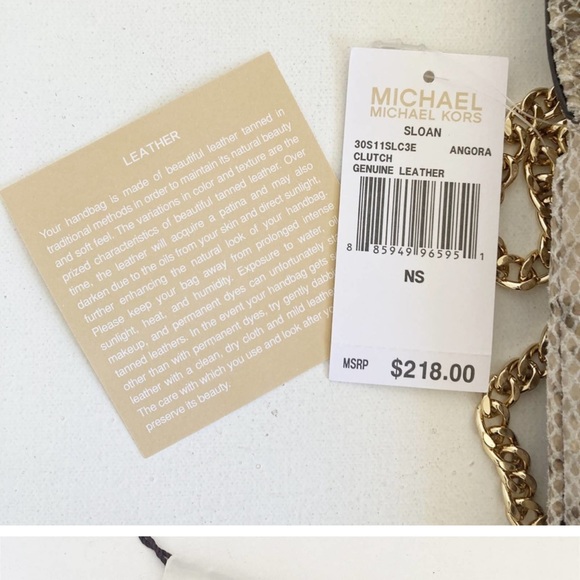 LEATHER
Your handbag is made of beautiful leather tanned in
traditional methods in order to maintain its natural beauty
and soft feel. The variations in color and texture are the
prized characteristics of beautiful tanned leather. Over
time, the leather will acquire a patina and may also
darken due to the oils from your skin and direct sunlight,
further enhancing the natural look of your handbag.
Please keep your bag away from prolonged intense
sunlight, heat, and humidity. Exposure to water,
makeup, and permanent dyes can unfortunately
tanned leathers. In the event your handbag gets
other than with permanent dyes, try gently
leather with a clean, dry cloth and mild
The care with which you use and look after
preserve its beauty.
MICHAEL
MICHAEL KORS
SLOAN
30S11SLC3E ANGORA
CLUTCH
GENUINE LEATHER
8 85949 96595 1
NS
MSRP $218.00